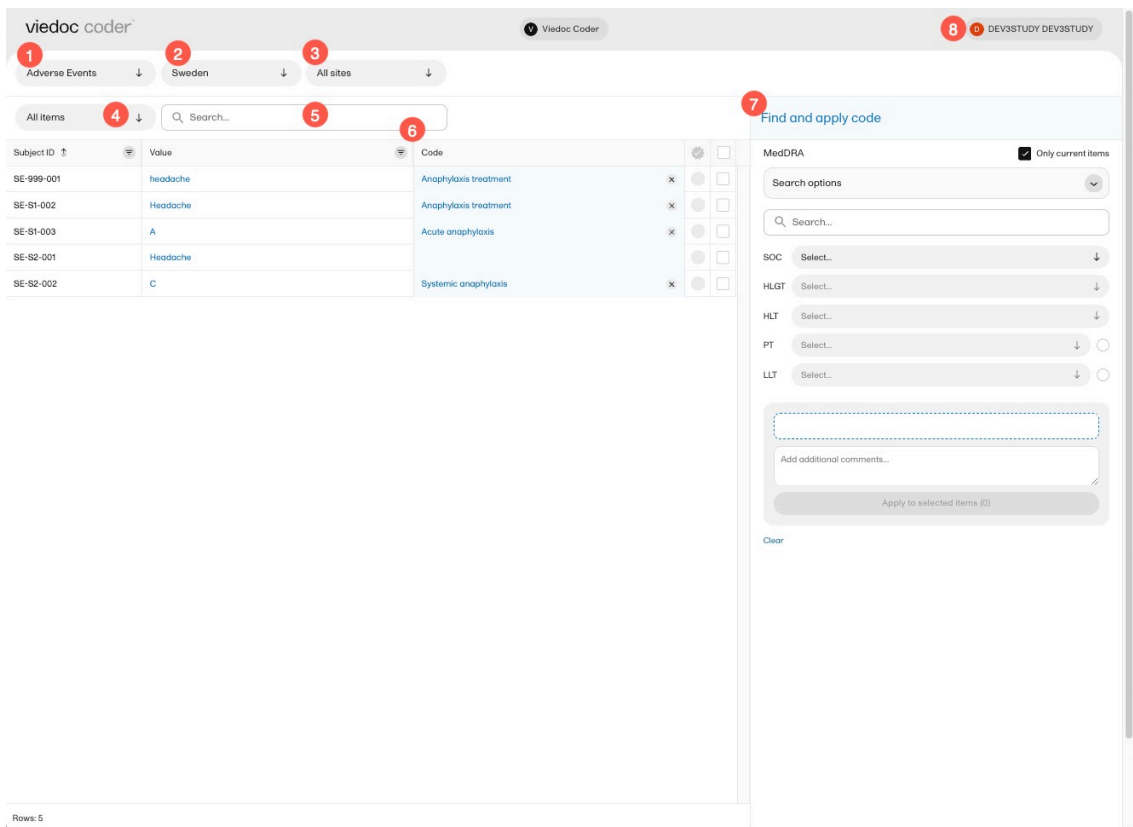 viedoc coder
V Viedoc Coder
8 D DEV3STUDY DEV3STUDY
1 2 3
Adverse Events ↓ Sweden ↓ All sites ↓
All items 4 ↓ Search... 5
6
7 Find and apply code
Subject ID ↑ Value Code
SE-999-001 headache Anaphylaxis treatment ×
SE-S1-002 Headache Anaphylaxis treatment ×
SE-S1-003 A Acute anaphylaxis ×
SE-S2-001 Headache
SE-S2-002 C Systemic anaphylaxis ×
MedDRA Only current items
Search options
Search...
SOC Select... ↓
HLGT Select... ↓
HLT Select... ↓
PT Select... ↓
LLT Select... ↓
Add additional comments...
Apply to selected items (0)
Clear
Rows: 5